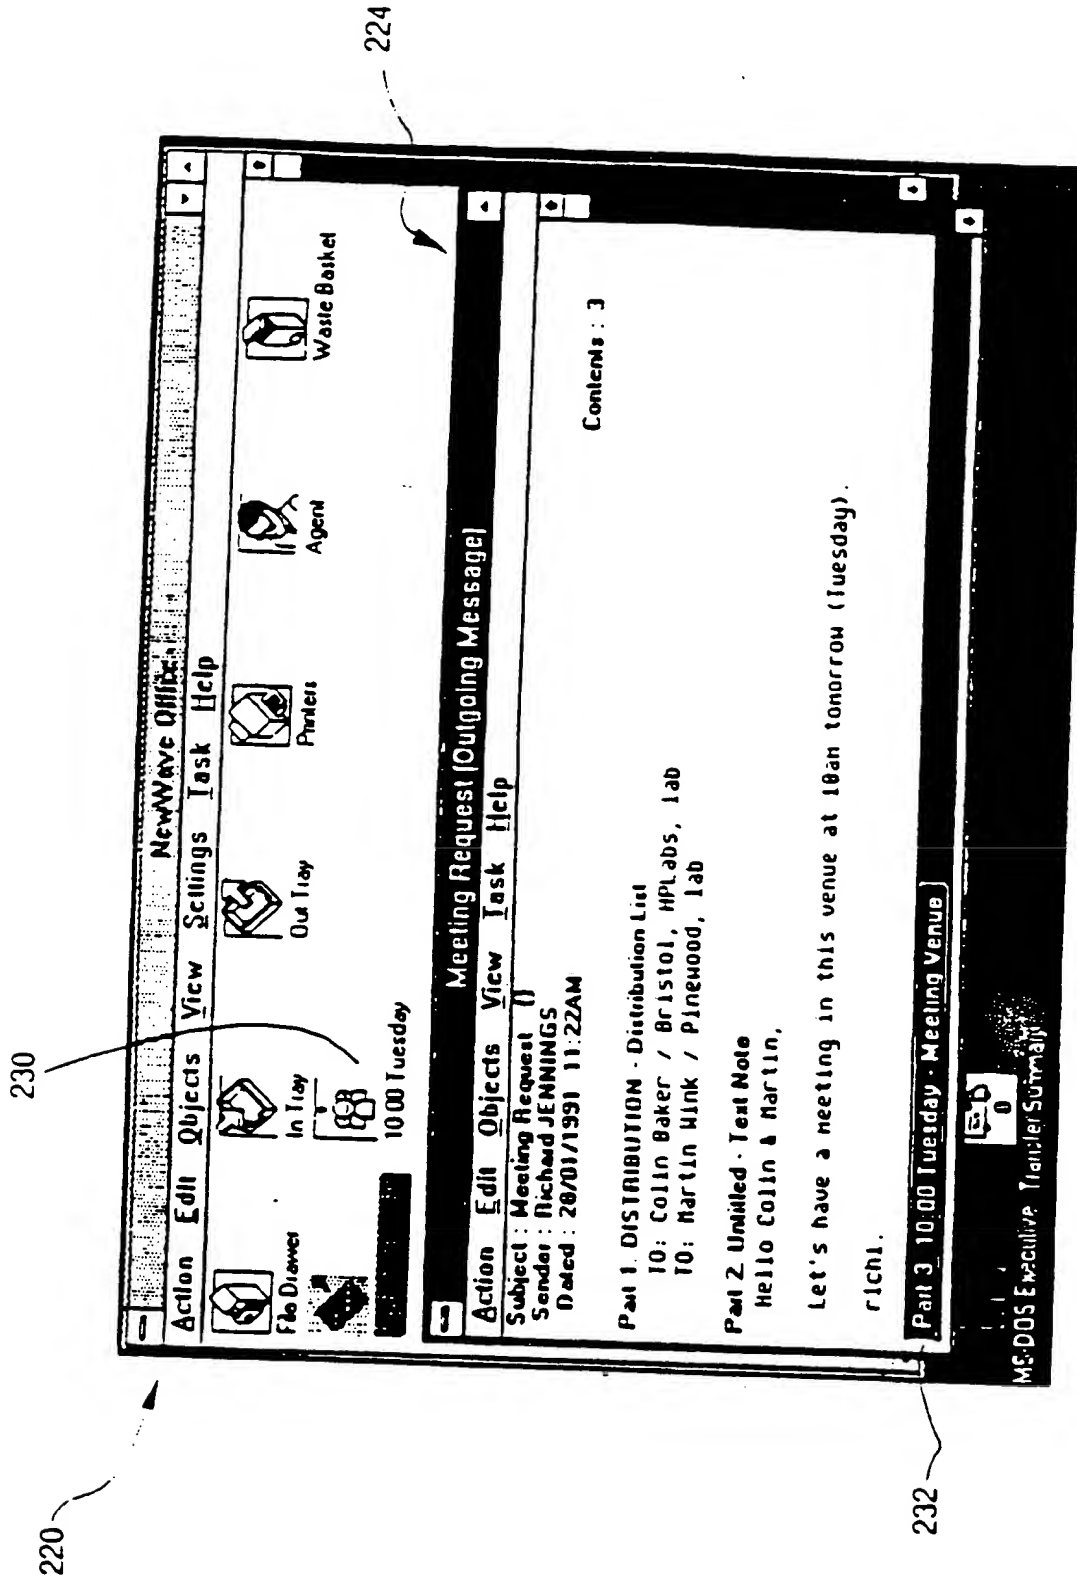 220
230
224
NewWave Office
Action Edit Objects View Settings Task Help
File Drawer In Tray Out Tray Printers Agent Waste Basket
10:00 Tuesday
Meeting Request (Outgoing Message)
Action Edit Objects View Task Help
Subject : Meeting Request ()
Sender : Richard JENNINGS
Dated : 28/01/1991 11:22AM
Contents : 3
Part 1. DISTRIBUTION - Distribution List
TO: Colin Baker / Bristol, HPLabs, lab
TO: Martin Wink / Pinewood, lab
Part 2. Untitled - Text Note
Hello Colin & Martin,
Let's have a meeting in this venue at 10am tomorrow (Tuesday).
richi.
Part 3 10:00 Tuesday - Meeting Venue
0
MS-DOS Executive Transfer Summary
232